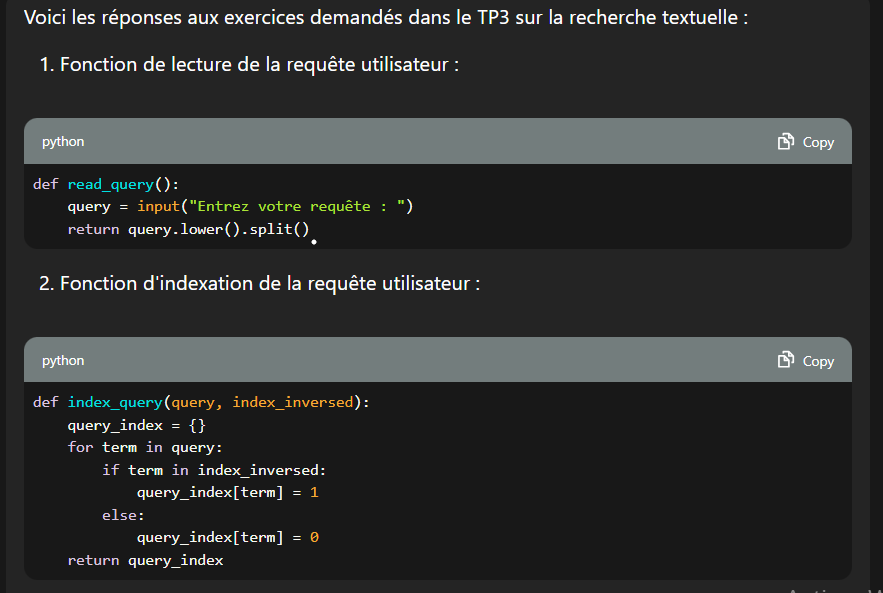 Voici les réponses aux exercices demandés dans le TP3 sur la recherche textuelle :
1. Fonction de lecture de la requête utilisateur :
python
Copy
def read_query():
    query = input("Entrez votre requête : ")
    return query.lower().split()
2. Fonction d'indexation de la requête utilisateur :
python
Copy
def index_query(query, index_inversed):
    query_index = {}
    for term in query:
        if term in index_inversed:
            query_index[term] = 1
        else:
            query_index[term] = 0
    return query_index